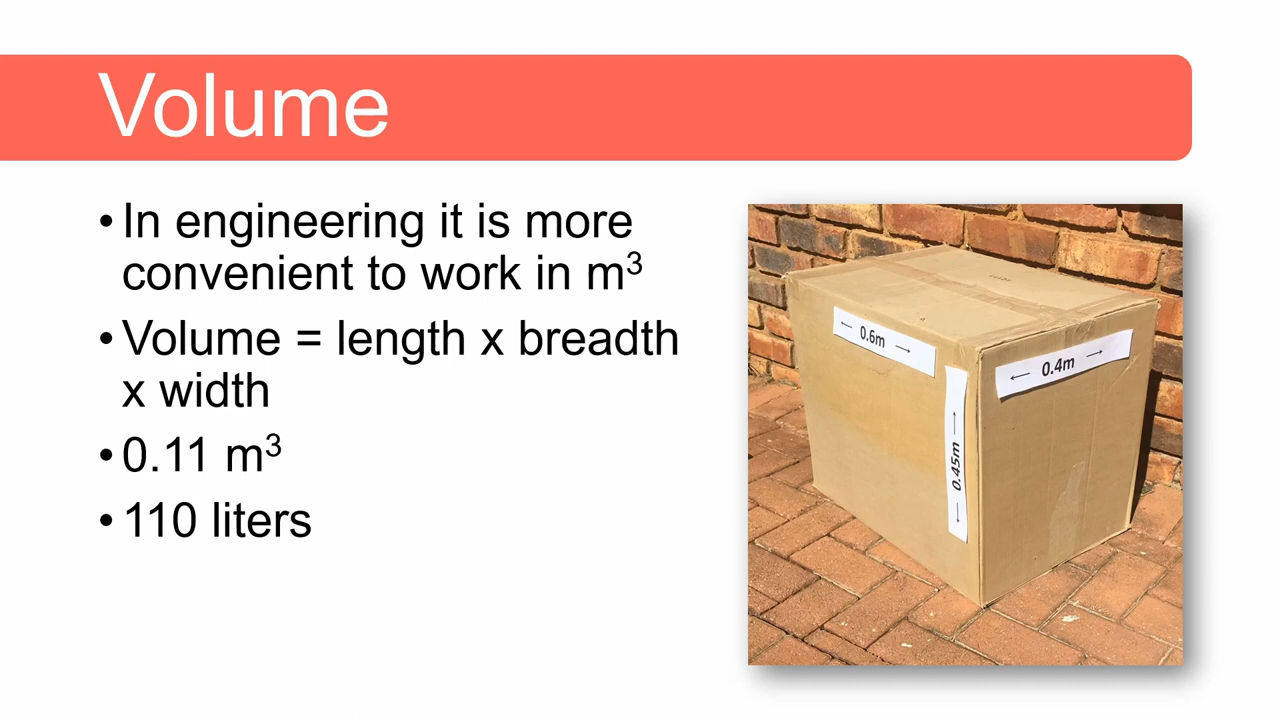 Volume
• In engineering it is more
convenient to work in m³
• Volume = length x breadth
x width
• 0.11 m³
• 110 liters
← 0.6m →
← 0.4m →
← 0.45m →